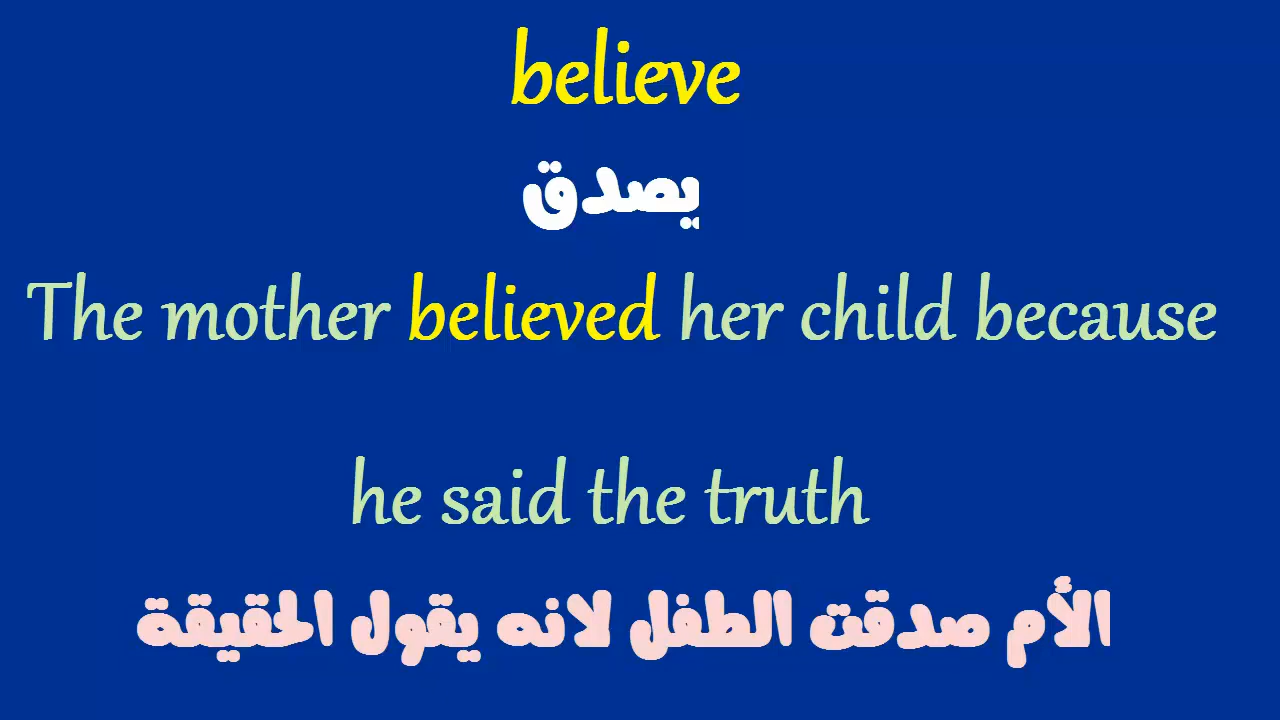 believe
يصدق
The mother believed her child because
he said the truth
الأم صدقت الطفل لانه يقول الحقيقة